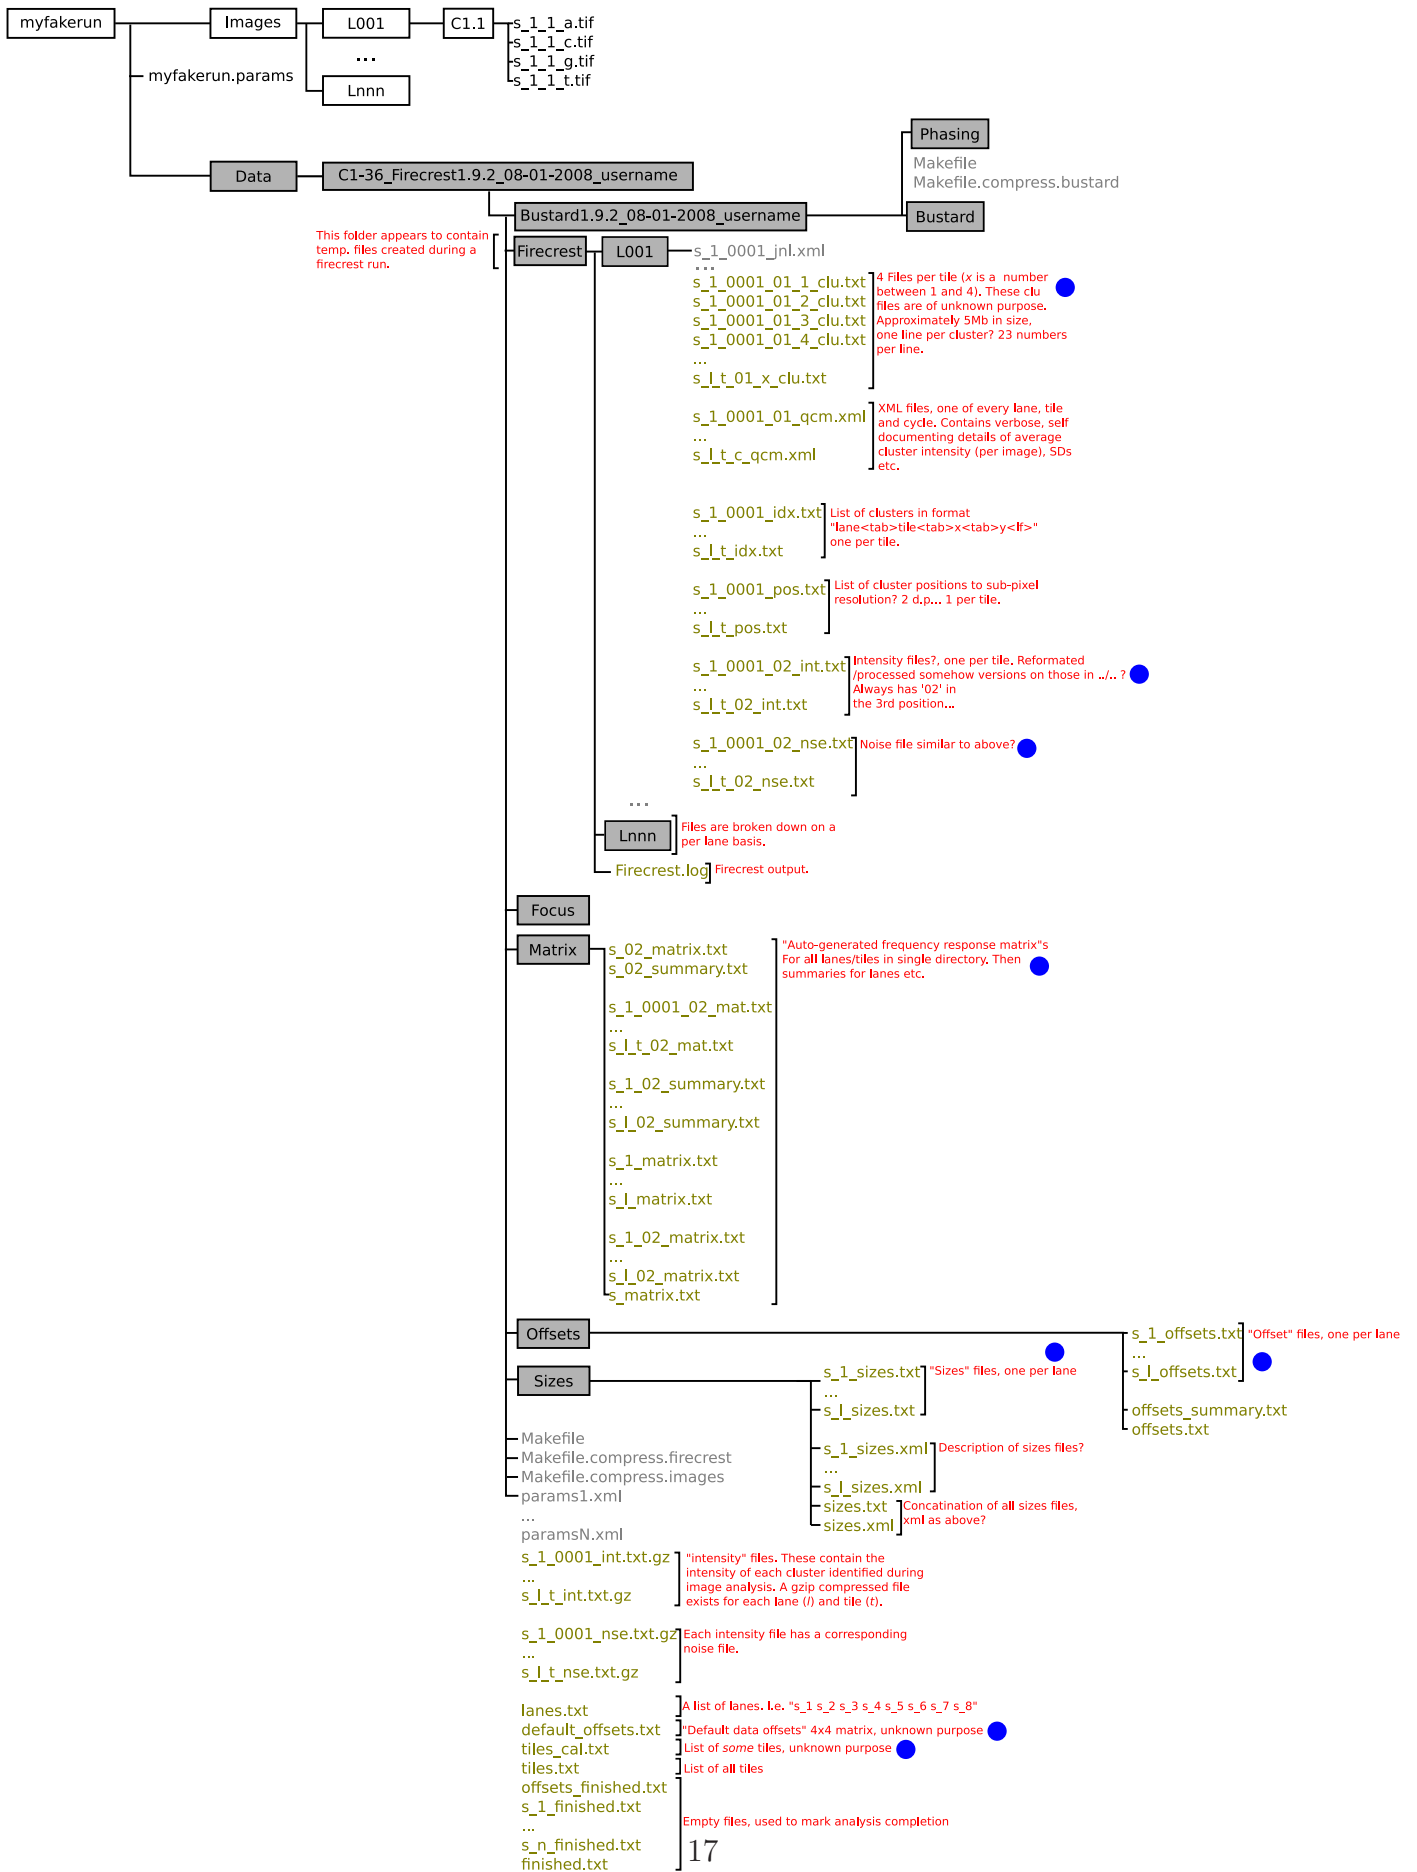 myfakerun
Images
L001
C1.1
s_1_1_a.tif
s_1_1_c.tif
...
s_1_1_g.tif
myfakerun.params
s_1_1_t.tif
Lnnn
Phasing
Makefile
Data
C1-36_Firecrest1.9.2_08-01-2008_username
Makefile.compress.bustard
Bustard1.9.2_08-01-2008_username
Bustard
This folder appears to contain
temp. files created during a
firecrest run.
Firecrest
L001
s_1_0001_jnl.xml
...
s_1_0001_01_1_clu.txt
s_1_0001_01_2_clu.txt
s_1_0001_01_3_clu.txt
s_1_0001_01_4_clu.txt
...
s_l_t_01_x_clu.txt
4 Files per tile (x is a number
between 1 and 4). These clu
files are of unknown purpose.
Approximately 5Mb in size,
one line per cluster? 23 numbers
per line.
s_1_0001_01_qcm.xml
...
s_l_t_c_qcm.xml
XML files, one of every lane, tile
and cycle. Contains verbose, self
documenting details of average
cluster intensity (per image), SDs
etc.
s_1_0001_idx.txt
...
s_l_t_idx.txt
List of clusters in format
"lane<tab>tile<tab>x<tab>y<lf>"
one per tile.
s_1_0001_pos.txt
...
s_l_t_pos.txt
List of cluster positions to sub-pixel
resolution? 2 d.p... 1 per tile.
s_1_0001_02_int.txt
...
s_l_t_02_int.txt
Intensity files?, one per tile. Reformated
/processed somehow versions on those in ../.. ?
Always has '02' in
the 3rd position...
s_1_0001_02_nse.txt
...
s_l_t_02_nse.txt
Noise file similar to above?
...
Lnnn
Files are broken down on a
per lane basis.
Firecrest.log
Firecrest output.
Focus
Matrix
s_02_matrix.txt
s_02_summary.txt
s_1_0001_02_mat.txt
...
s_l_t_02_mat.txt
s_1_02_summary.txt
...
s_l_02_summary.txt
s_1_matrix.txt
...
s_l_matrix.txt
s_1_02_matrix.txt
...
s_l_02_matrix.txt
s_matrix.txt
"Auto-generated frequency response matrix"s
For all lanes/tiles in single directory. Then
summaries for lanes etc.
Offsets
s_1_offsets.txt
...
s_l_offsets.txt
"Offset" files, one per lane
offsets_summary.txt
offsets.txt
Sizes
s_1_sizes.txt
...
s_l_sizes.txt
"Sizes" files, one per lane
s_1_sizes.xml
...
s_l_sizes.xml
Description of sizes files?
sizes.txt
sizes.xml
Concatination of all sizes files,
xml as above?
Makefile
Makefile.compress.firecrest
Makefile.compress.images
params1.xml
...
paramsN.xml
s_1_0001_int.txt.gz
...
s_l_t_int.txt.gz
"intensity" files. These contain the
intensity of each cluster identified during
image analysis. A gzip compressed file
exists for each lane (l) and tile (t).
s_1_0001_nse.txt.gz
...
s_l_t_nse.txt.gz
Each intensity file has a corresponding
noise file.
lanes.txt
A list of lanes. I.e. "s_1 s_2 s_3 s_4 s_5 s_6 s_7 s_8"
default_offsets.txt
"Default data offsets" 4x4 matrix, unknown purpose
tiles_cal.txt
List of some tiles, unknown purpose
tiles.txt
List of all tiles
offsets_finished.txt
s_1_finished.txt
...
s_n_finished.txt
finished.txt
Empty files, used to mark analysis completion
17